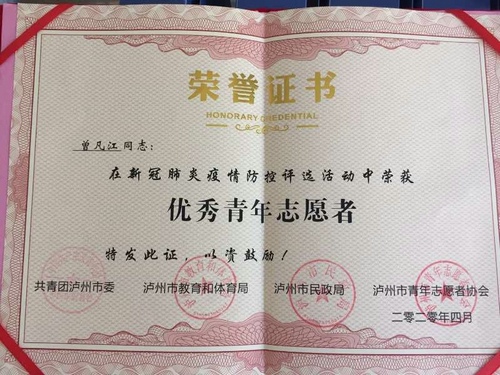 荣誉证书
HONORARY CREDENTIAL
曾凡江同志：
在新冠肺炎疫情防控评选活动中荣获
优秀青年志愿者
特发此证，以资鼓励！
共青团泸州市委 泸州市教育和体育局 泸州市民政局 泸州市青年志愿者协会
二〇二〇年四月